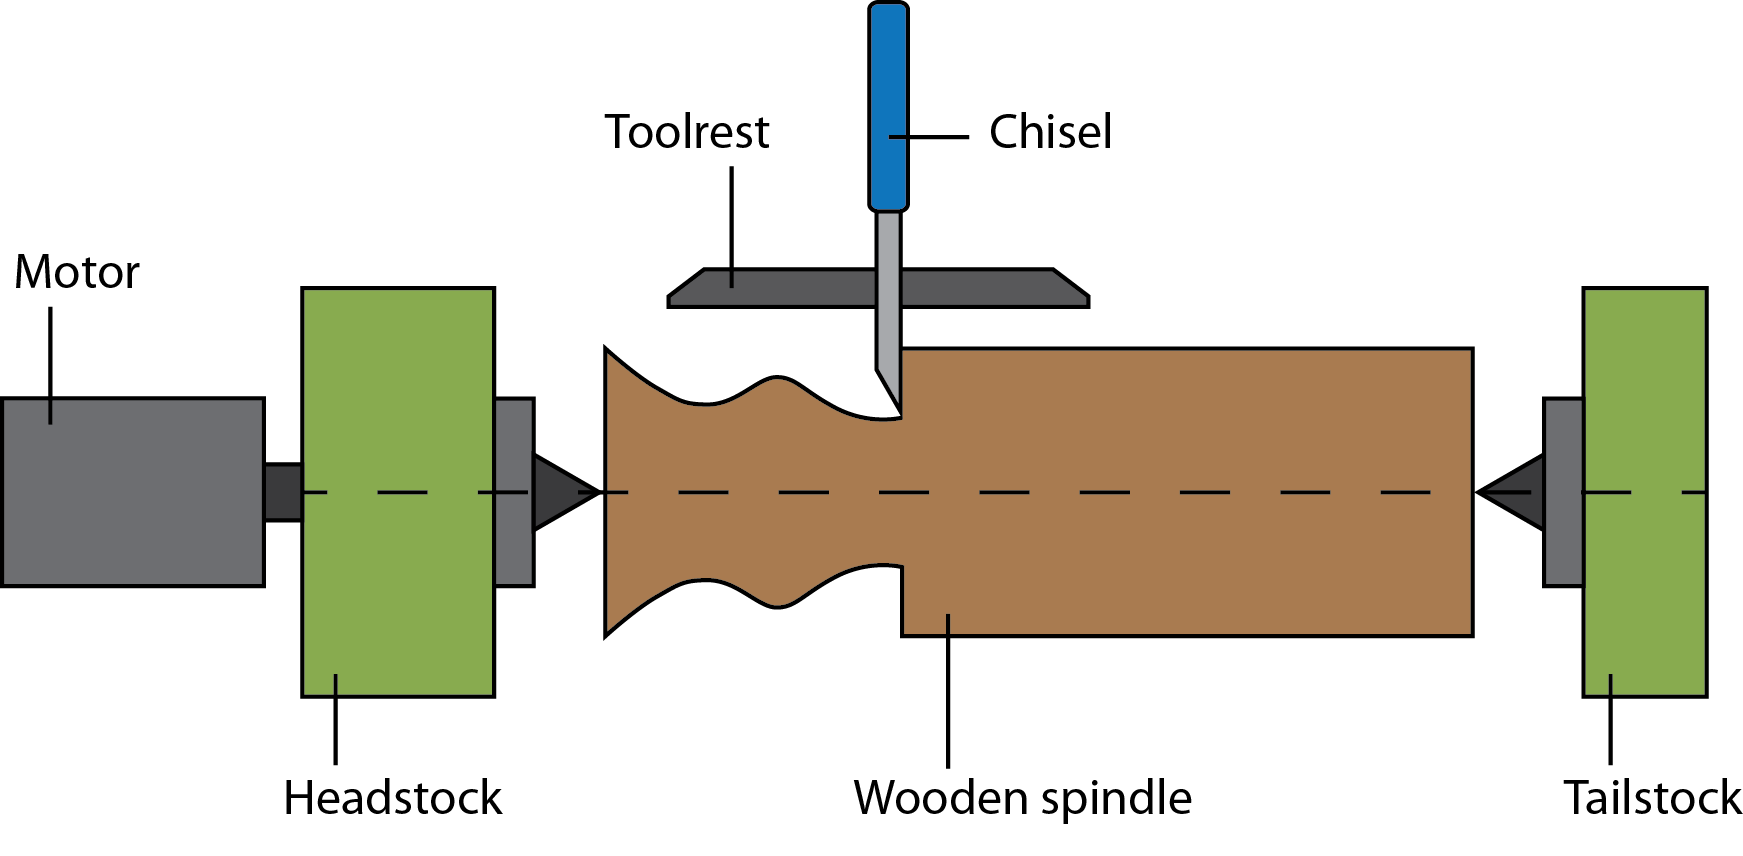 Toolrest
Chisel
Motor
Headstock
Wooden spindle
Tailstock